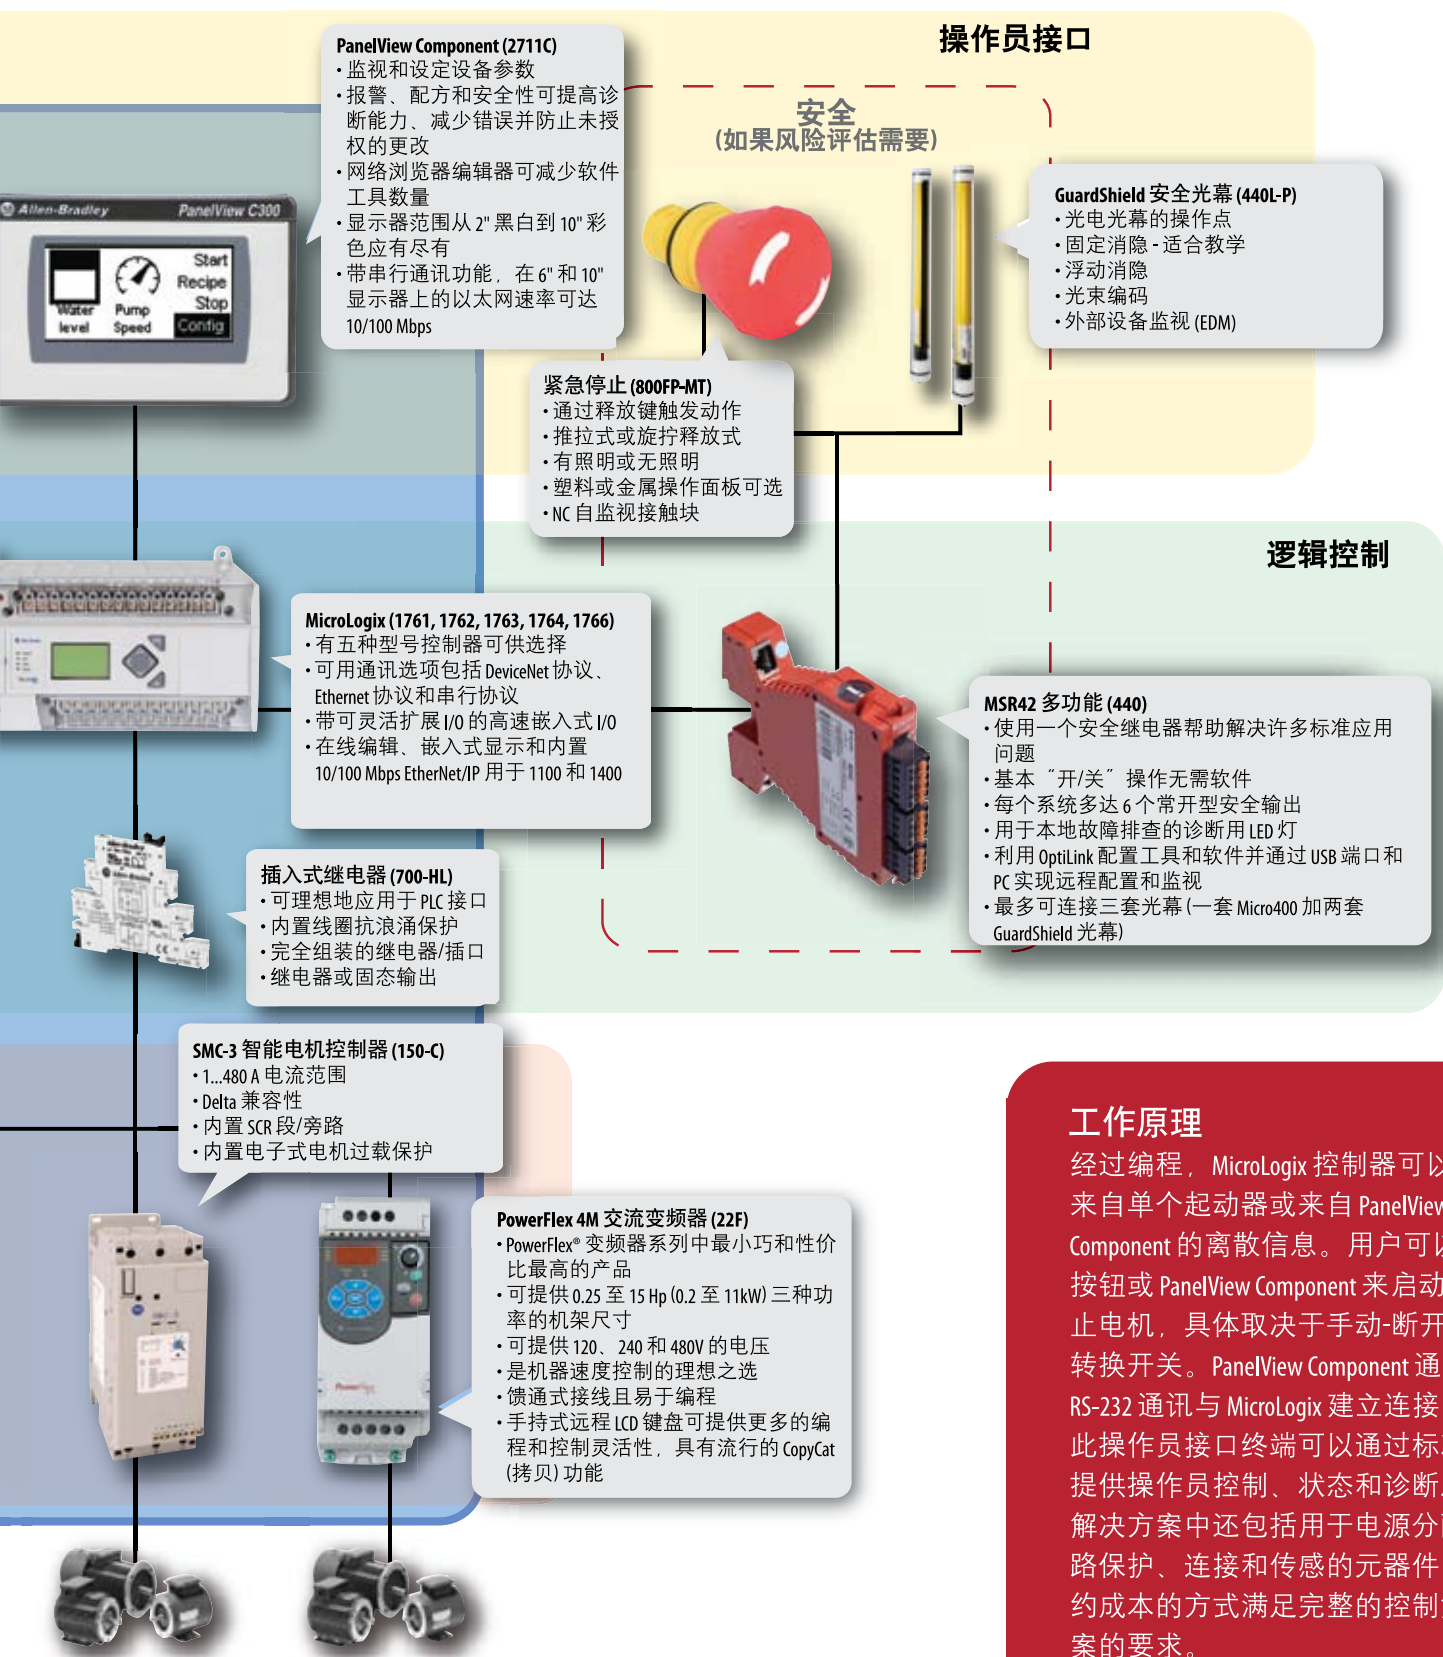 操作员接口
PanelView Component (2711C)
• 监视和设定设备参数
• 报警、配方和安全性可提高诊
断能力、减少错误并防止未授
权的更改
• 网络浏览器编辑器可减少软件
工具数量
• 显示器范围从 2" 黑白到 10" 彩
色应有尽有
• 带串行通讯功能，在 6" 和 10"
显示器上的以太网速率可达
10/100 Mbps
安全
(如果风险评估需要)
Allen-Bradley
PanelView C300
Start
Recipe
Stop
Config
Water
level
Pump
Speed
GuardShield 安全光幕 (440L-P)
• 光电光幕的操作点
• 固定消隐 - 适合教学
• 浮动消隐
• 光束编码
• 外部设备监视 (EDM)
紧急停止 (800FP-MT)
• 通过释放键触发动作
• 推拉式或旋拧释放式
• 有照明或无照明
• 塑料或金属操作面板可选
• NC 自监视接触块
逻辑控制
MicroLogix (1761, 1762, 1763, 1764, 1766)
• 有五种型号控制器可供选择
• 可用通讯选项包括 DeviceNet 协议、
Ethernet 协议和串行协议
• 带可灵活扩展 I/O 的高速嵌入式 I/O
• 在线编辑、嵌入式显示和内置
10/100 Mbps EtherNet/IP 用于 1100 和 1400
MSR42 多功能 (440)
• 使用一个安全继电器帮助解决许多标准应用
问题
• 基本“开/关”操作无需软件
• 每个系统多达 6 个常开型安全输出
• 用于本地故障排查的诊断用 LED 灯
• 利用 OptiLink 配置工具和软件并通过 USB 端口和
PC 实现远程配置和监视
• 最多可连接三套光幕 (一套 Micro400 加两套
GuardShield 光幕)
插入式继电器 (700-HL)
• 可理想地应用于 PLC 接口
• 内置线圈抗浪涌保护
• 完全组装的继电器/插口
• 继电器或固态输出
SMC-3 智能电机控制器 (150-C)
• 1...480 A 电流范围
• Delta 兼容性
• 内置 SCR 段/旁路
• 内置电子式电机过载保护
PowerFlex 4M 交流变频器 (22F)
• PowerFlex® 变频器系列中最小巧和性价
比最高的产品
• 可提供 0.25 至 15 Hp (0.2 至 11kW) 三种功
率的机架尺寸
• 可提供 120、240 和 480V 的电压
• 是机器速度控制的理想之选
• 馈通式接线且易于编程
• 手持式远程 LCD 键盘可提供更多的编
程和控制灵活性，具有流行的 CopyCat
(拷贝) 功能
PowerFlex
工作原理
经过编程，MicroLogix 控制器可以
来自单个起动器或来自 PanelView
Component 的离散信息。用户可以
按钮或 PanelView Component 来启动
止电机，具体取决于手动-断开
转换开关。PanelView Component 通
RS-232 通讯与 MicroLogix 建立连接
此操作员接口终端可以通过标
提供操作员控制、状态和诊断
解决方案中还包括用于电源分
路保护、连接和传感的元器件
约成本的方式满足完整的控制
案的要求。